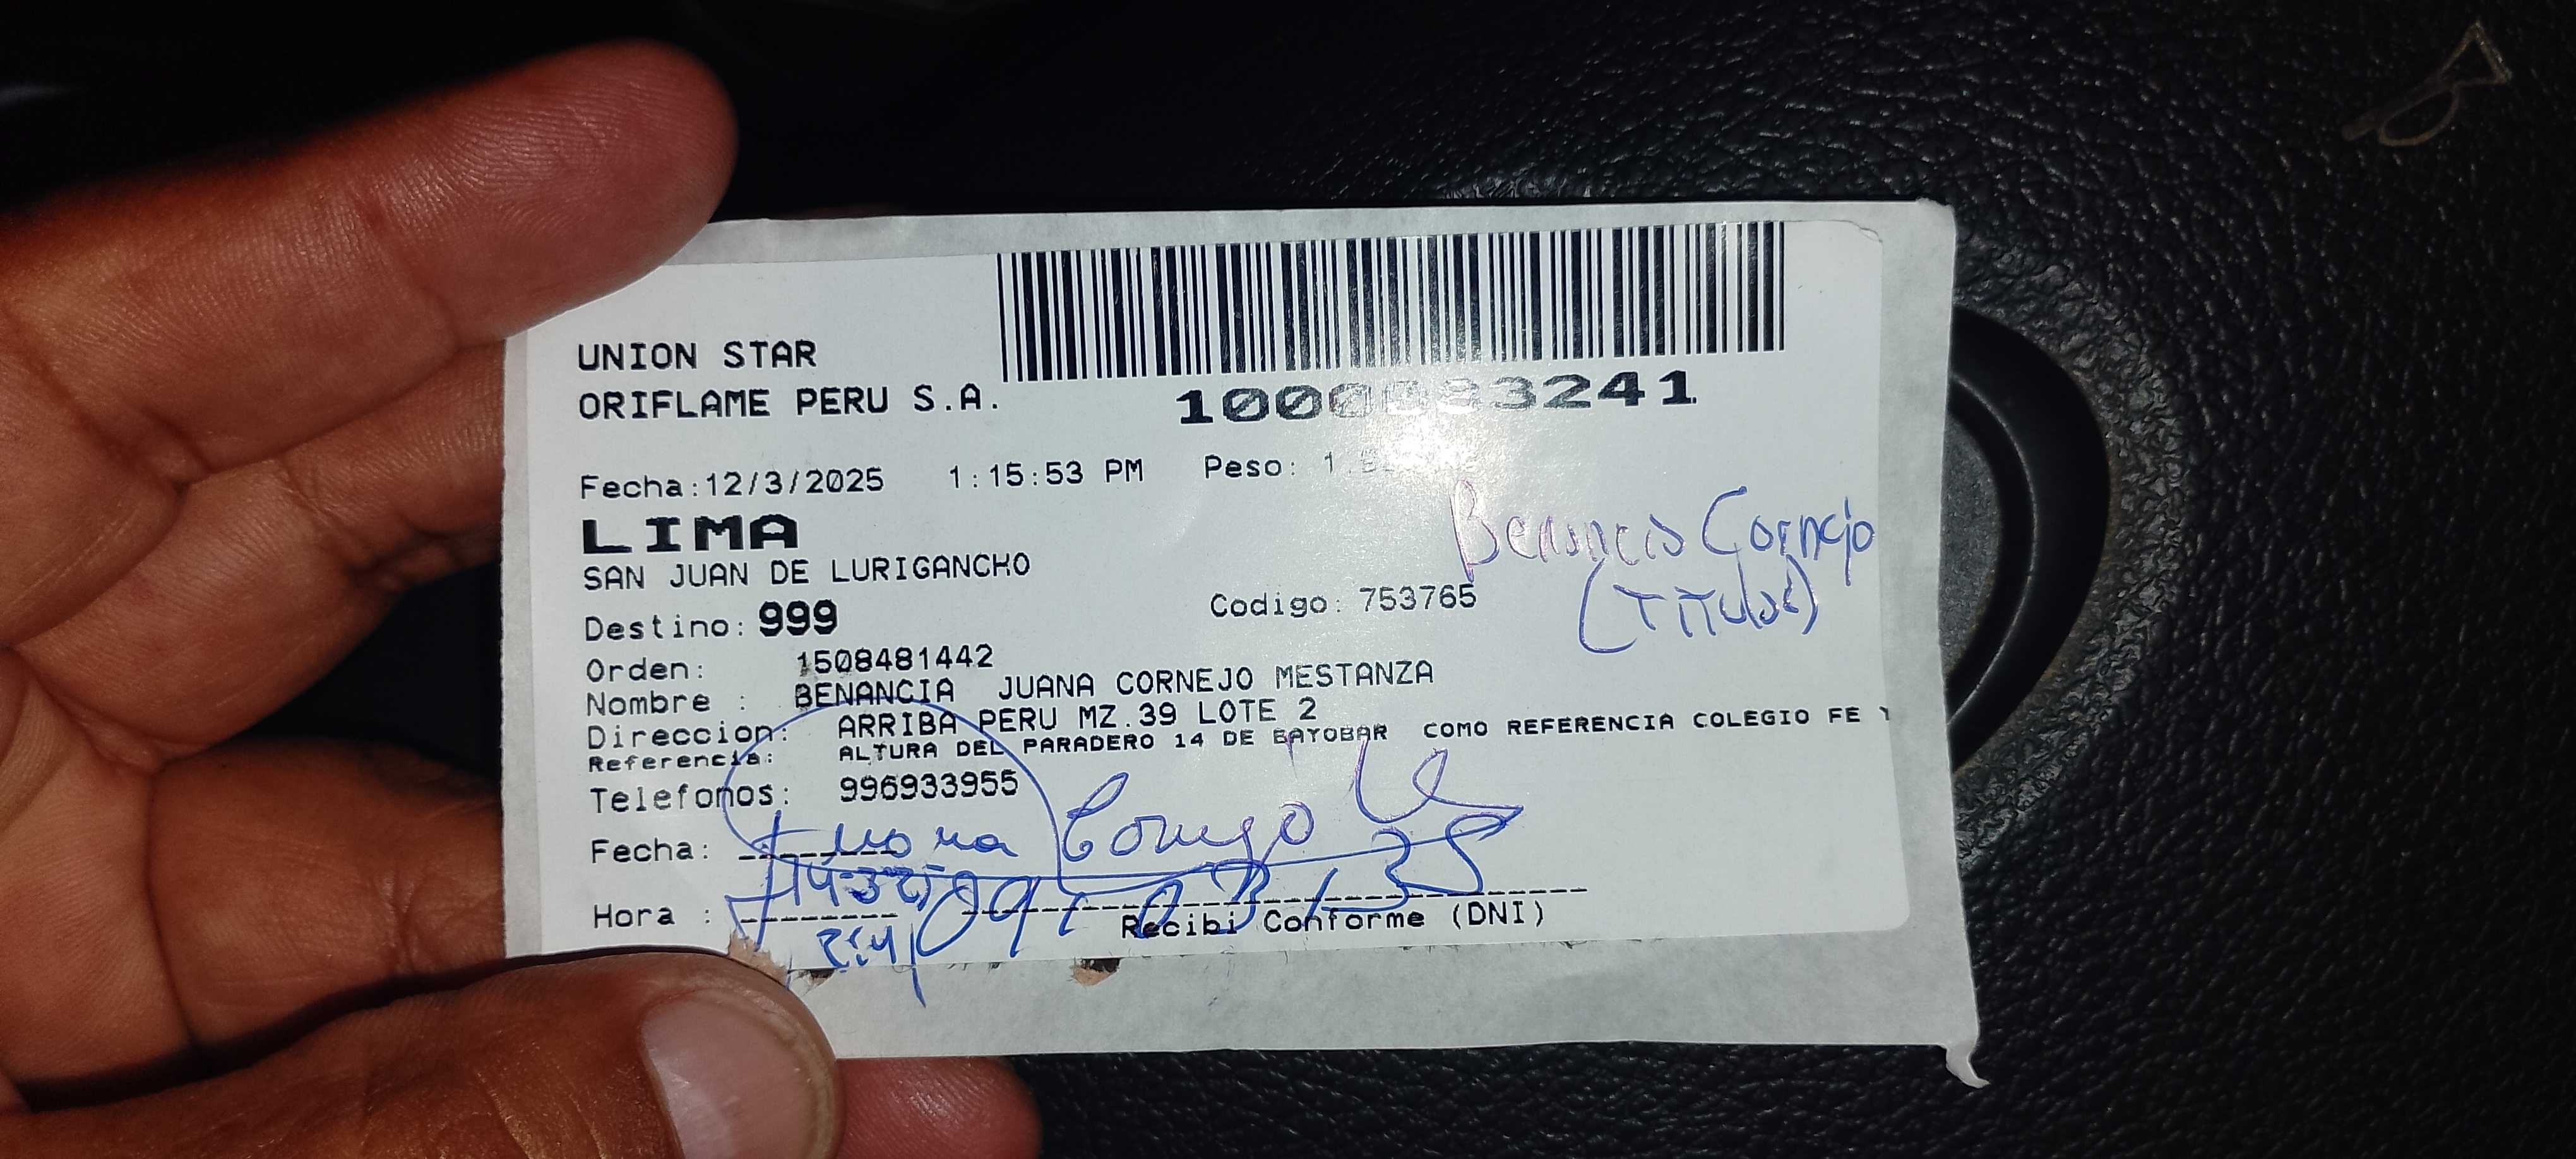 UNION STAR
ORIFLAME PERU S.A.
Fecha:12/3/2025 1:15:53 PM Peso:
LIMA
SAN JUAN DE LURIGANCHO
Benancia Cornejo
(Titular)
Destino: 999 Codigo: 753765
Orden: 1508481442
Nombre : BENANCIA JUANA CORNEJO MESTANZA
Direccion: ARRIBA PERU MZ.39 LOTE 2
Referencia: ALTURA DEL PARADERO 14 DE BAYOBAR COMO REFERENCIA COLEGIO FE Y
Telefonos: 996933955
Cornejo
Fecha:
Hora :
Recibi Conforme (DNI)